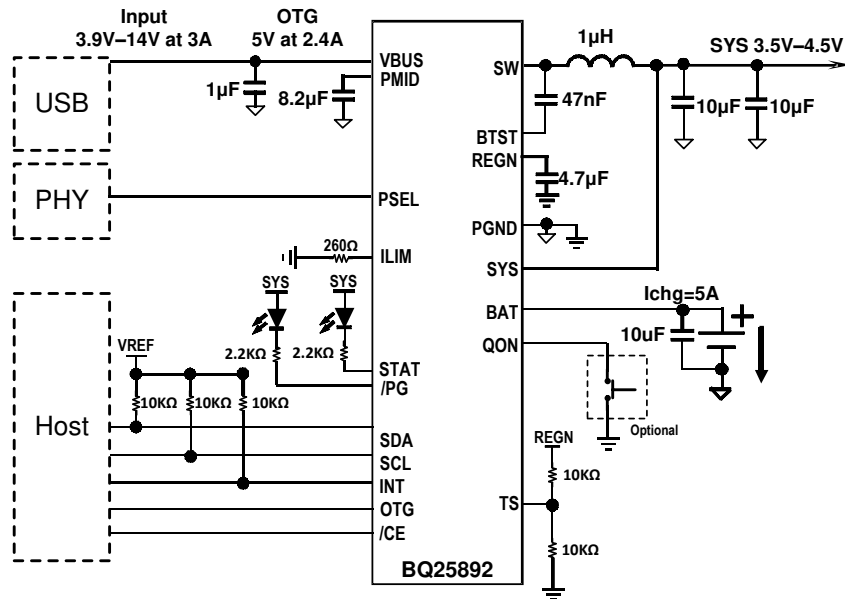 Input
3.9V–14V at 3A
OTG
5V at 2.4A
USB
1µF
8.2µF
VBUS
PMID
PHY
PSEL
260Ω
ILIM
SYS
SYS
2.2KΩ
2.2KΩ
STAT
/PG
VREF
10KΩ
10KΩ
10KΩ
Host
SDA
SCL
INT
OTG
/CE
BQ25892
SW
1µH
SYS 3.5V–4.5V
47nF
10µF
10µF
BTST
REGN
4.7µF
PGND
SYS
BAT
Ichg=5A
10uF
+
QON
Optional
REGN
10KΩ
TS
10KΩ